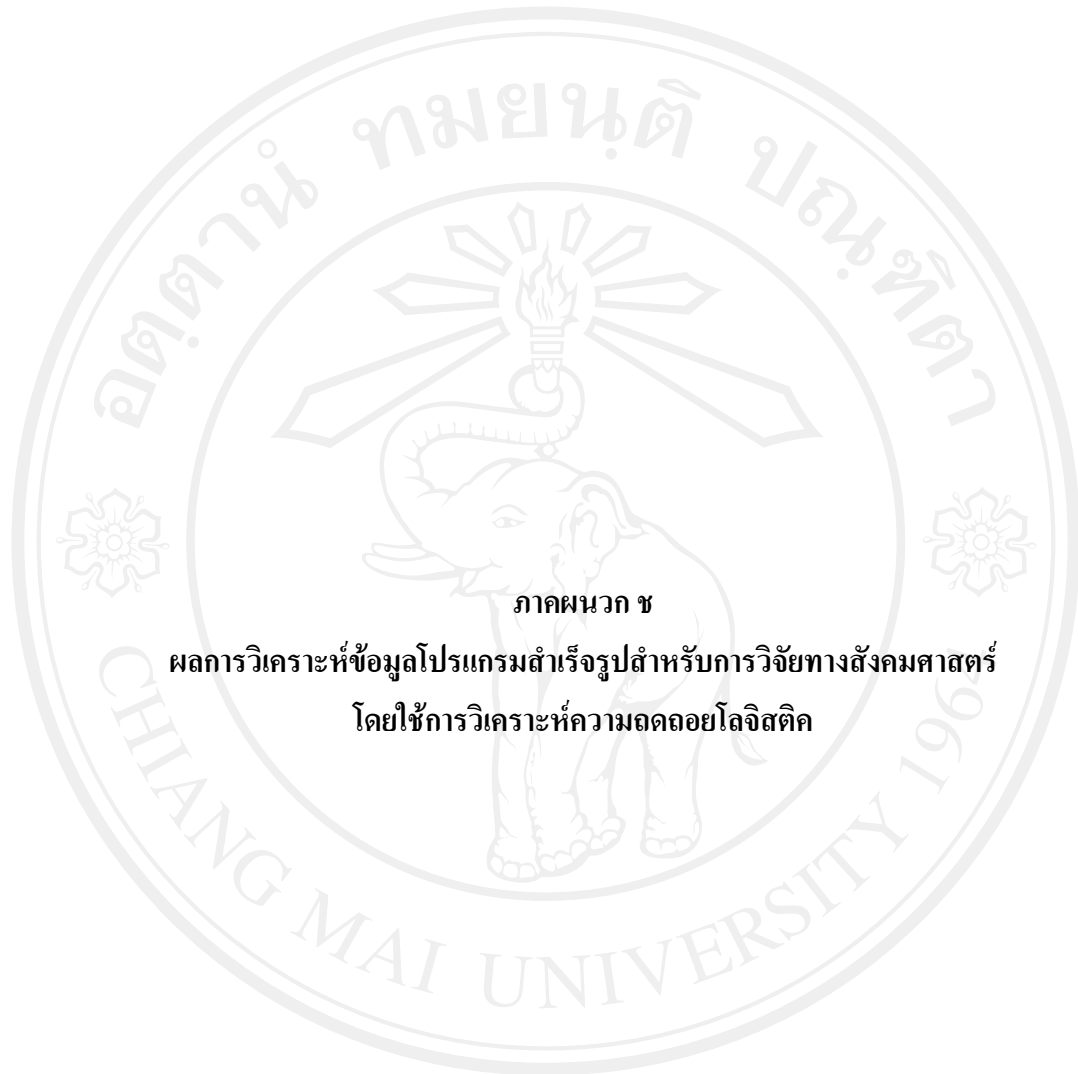 อตฺตานํ ทมยนฺติ ปณฺฑิตา
ภาคผนวก ช
ผลการวิเคราะห์ข้อมูลโปรแกรมสำเร็จรูปสำหรับการวิจัยทางสังคมศาสตร์
โดยใช้การวิเคราะห์ความถดถอยโลจิสติค
CHIANG MAI UNIVERSITY 1964